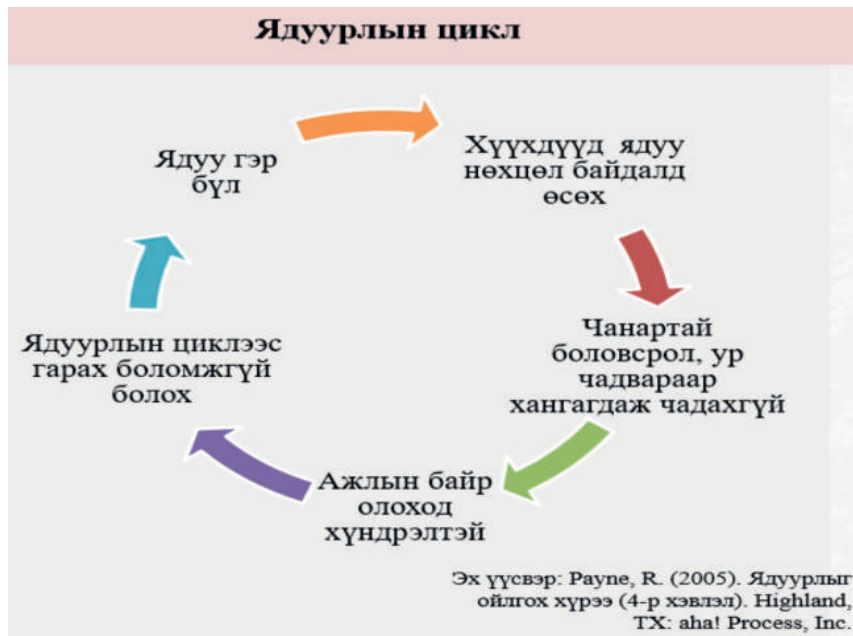 Ядуурлын цикл
Ядуу гэр
бүл
Хүүхдүүд ядуу
нөхцөл байдалд
өсөх
Чанартай
боловсрол, ур
чадвараар
хангагдаж чадахгүй
Ажлын байр
олоход
хүндрэлтэй
Ядуурлын циклээс
гарах боломжгүй
болох
Эх үүсвэр: Payne, R. (2005). Ядуурлыг
ойлгох хүрээ (4-р хэвлэл). Highland,
TX: aha! Process, Inc.